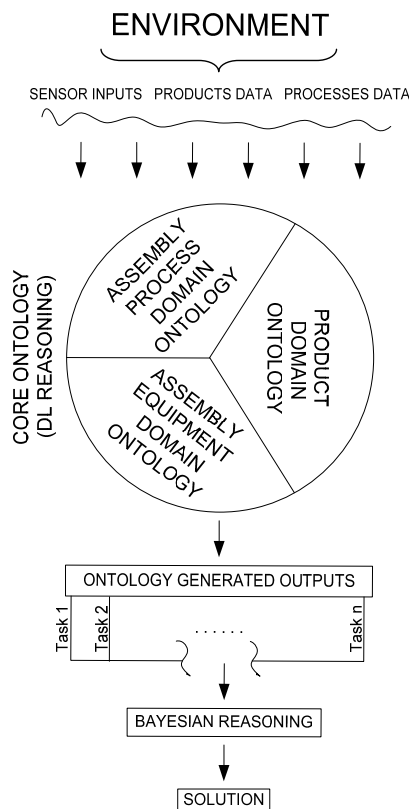 ENVIRONMENT
SENSOR INPUTS PRODUCTS DATA PROCESSES DATA
CORE ONTOLOGY
(DL REASONING)
ASSEMBLY
PROCESS
DOMAIN
ONTOLOGY
PRODUCT
DOMAIN
ONTOLOGY
ASSEMBLY
EQUIPMENT
DOMAIN
ONTOLOGY
ONTOLOGY GENERATED OUTPUTS
Task 1
Task 2
......
Task n
BAYESIAN REASONING
SOLUTION